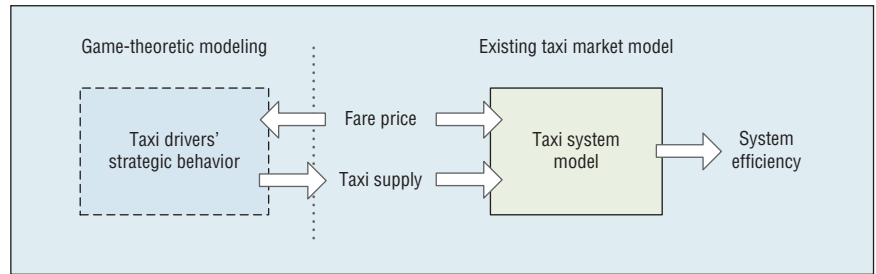 Game-theoretic modeling
Existing taxi market model
Taxi drivers'
strategic behavior
Fare price
Taxi supply
Taxi system
model
System
efficiency